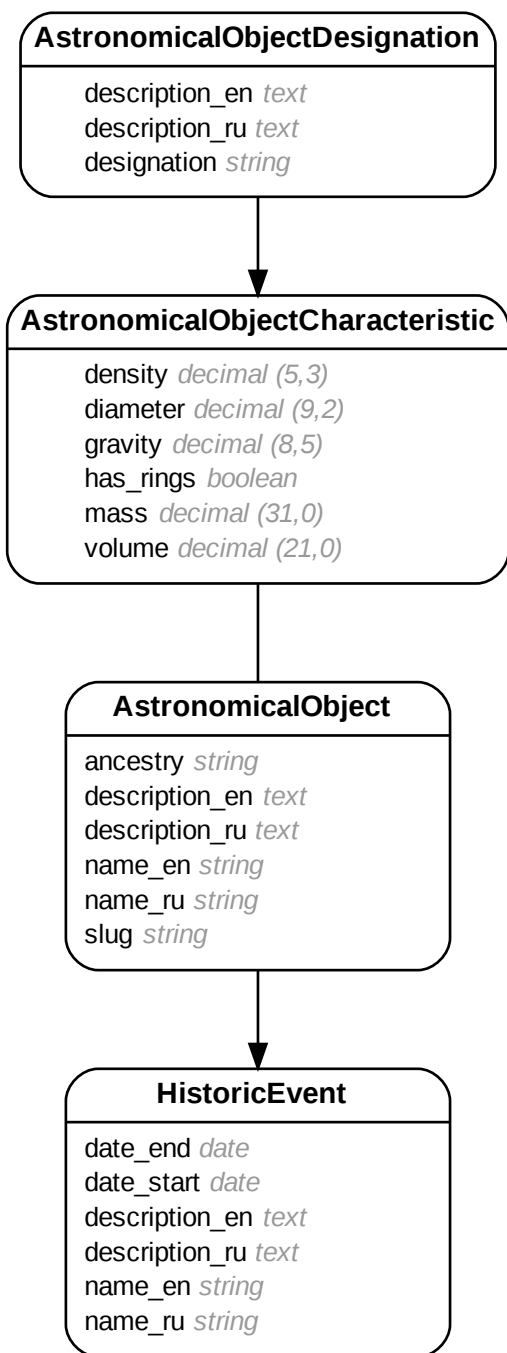 AstronomicalObjectDesignation
description_en text
description_ru text
designation string
AstronomicalObjectCharacteristic
density decimal (5,3)
diameter decimal (9,2)
gravity decimal (8,5)
has_rings boolean
mass decimal (31,0)
volume decimal (21,0)
AstronomicalObject
ancestry string
description_en text
description_ru text
name_en string
name_ru string
slug string
HistoricEvent
date_end date
date_start date
description_en text
description_ru text
name_en string
name_ru string